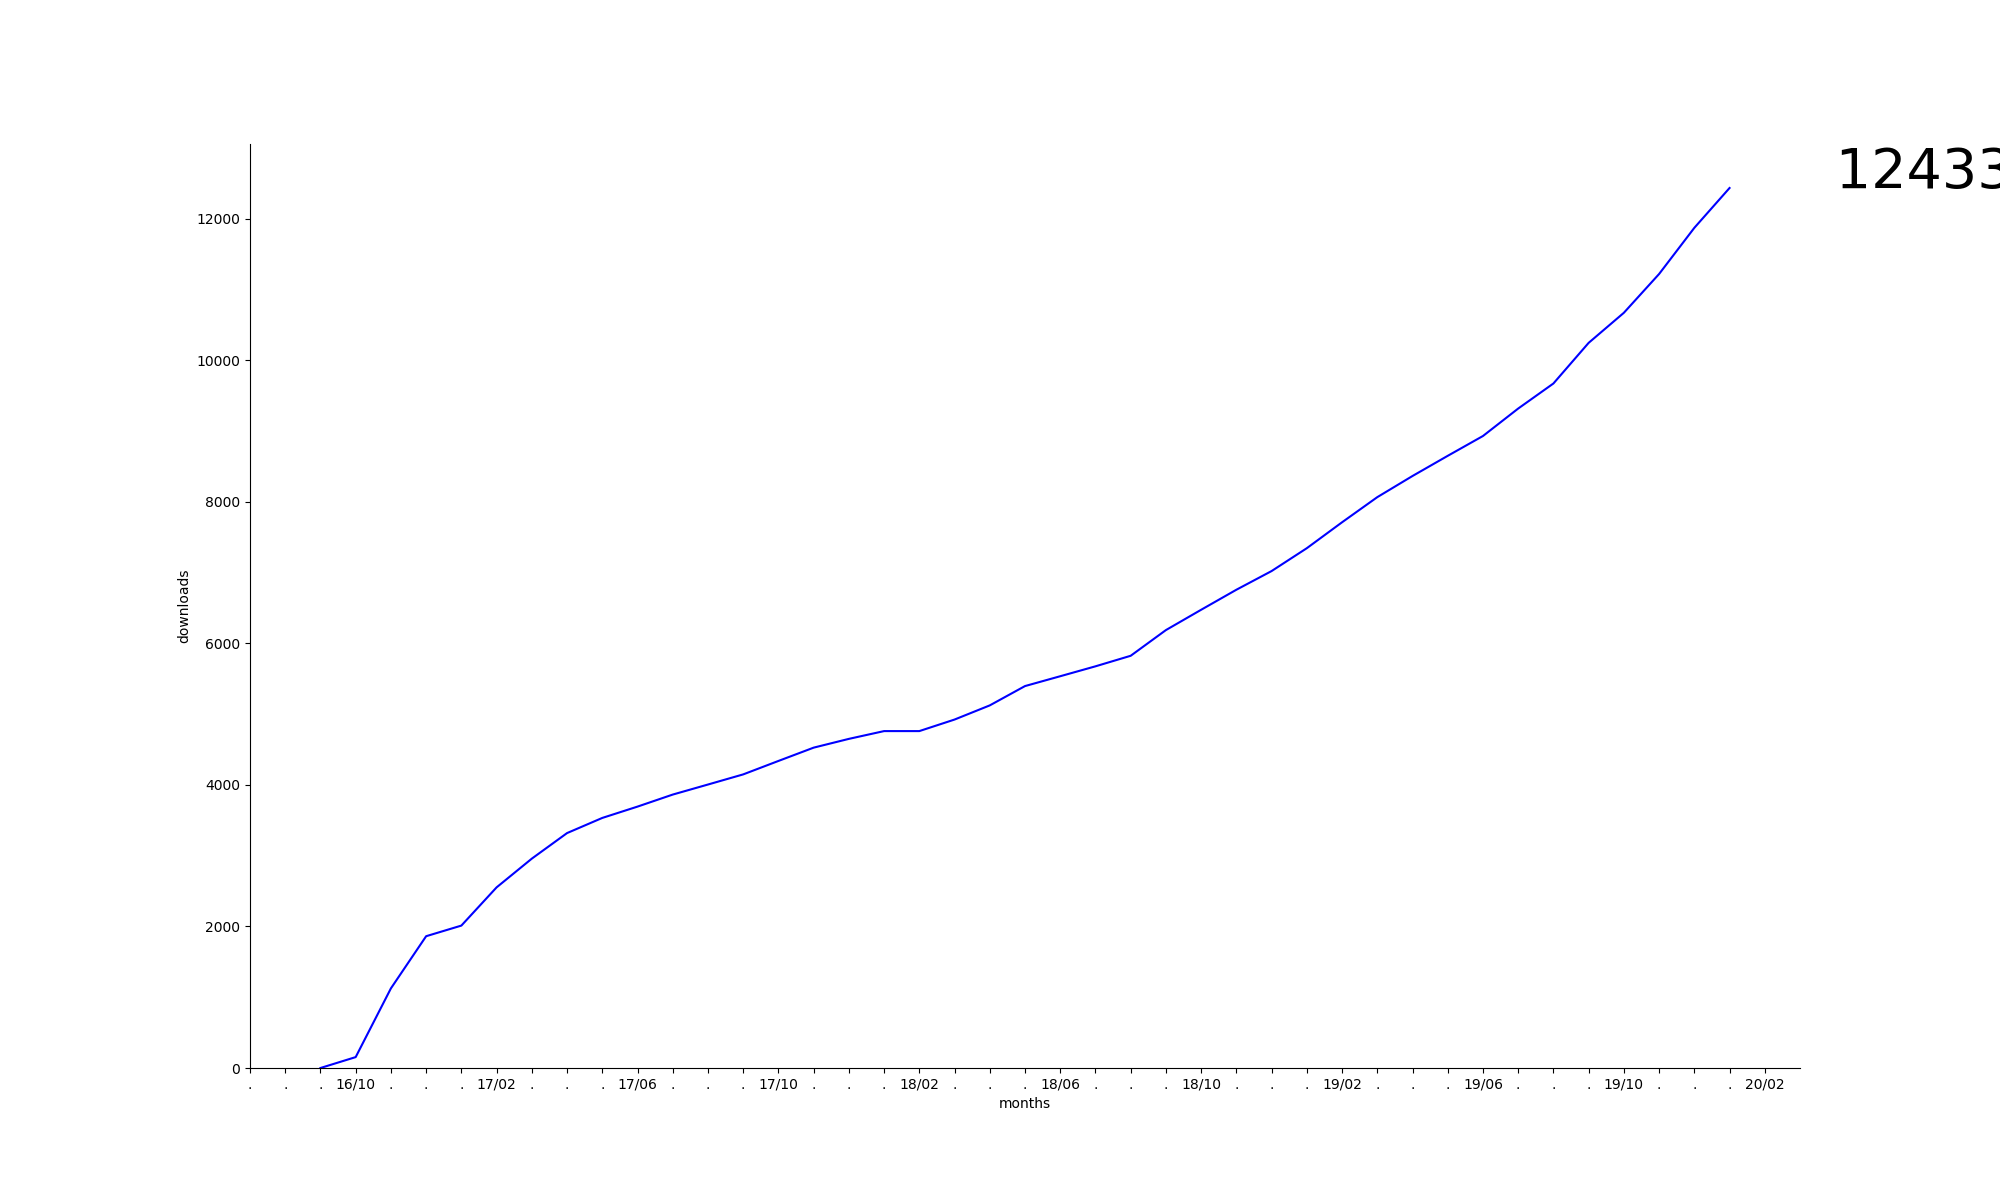 12433
12000
10000
8000
6000
4000
2000
0
downloads
. . . 16/10 . . . 17/02 . . . 17/06 . . . 17/10 . . . 18/02 . . . 18/06 . . . 18/10 . . . 19/02 . . . 19/06 . . . 19/10 . . . 20/02
months